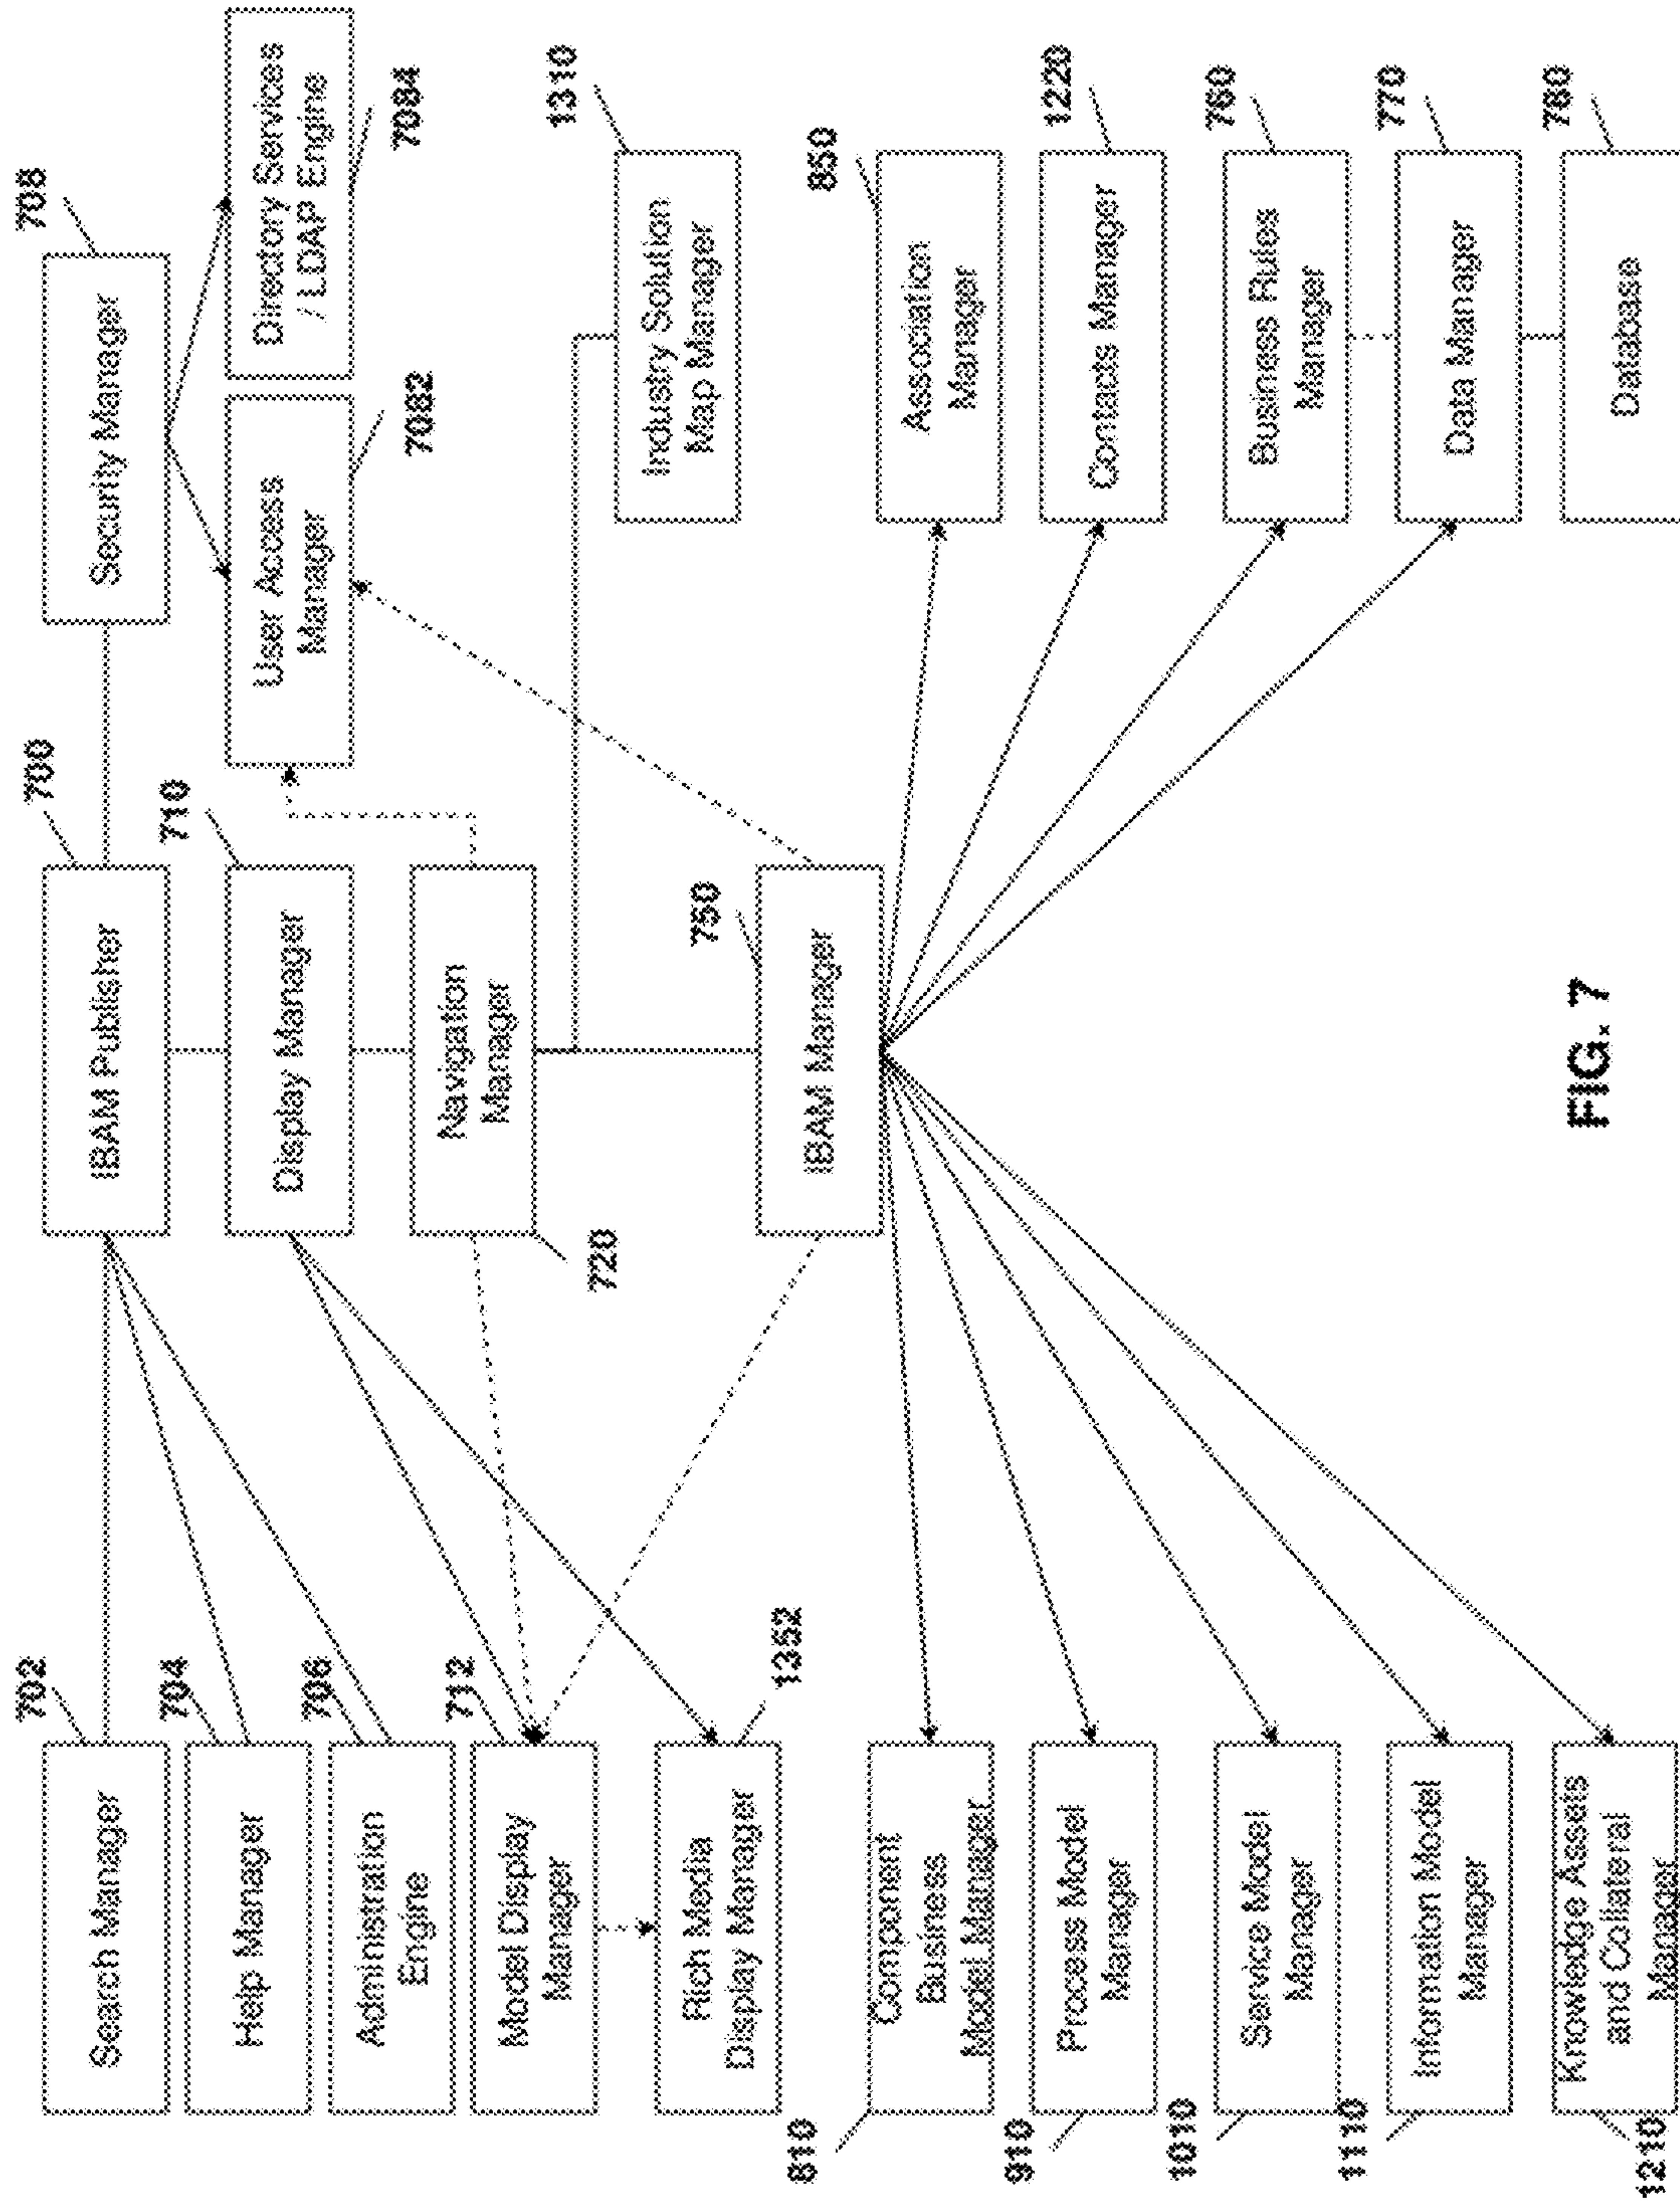 702
Search Manager
704
Help Manager
706
Administration
Engine
712
Model Display
Manager
1352
Rich Media
Display Manager
810
Component
Business
Model Manager
910
Process Model
Manager
1010
Service Model
Manager
1110
Information Model
Manager
1210
Knowledge Assets
and Collateral
Manager
700
IBAM Publisher
710
Display Manager
720
Navigation
Manager
750
IBAM Manager
708
Security Manager
7082
User Access
Manager
7084
Directory Services
/ LDAP Engine
1310
Industry Solution
Map Manager
850
Association
Manager
1220
Contacts Manager
760
Business Rules
Manager
770
Data Manager
780
Database
FIG. 7